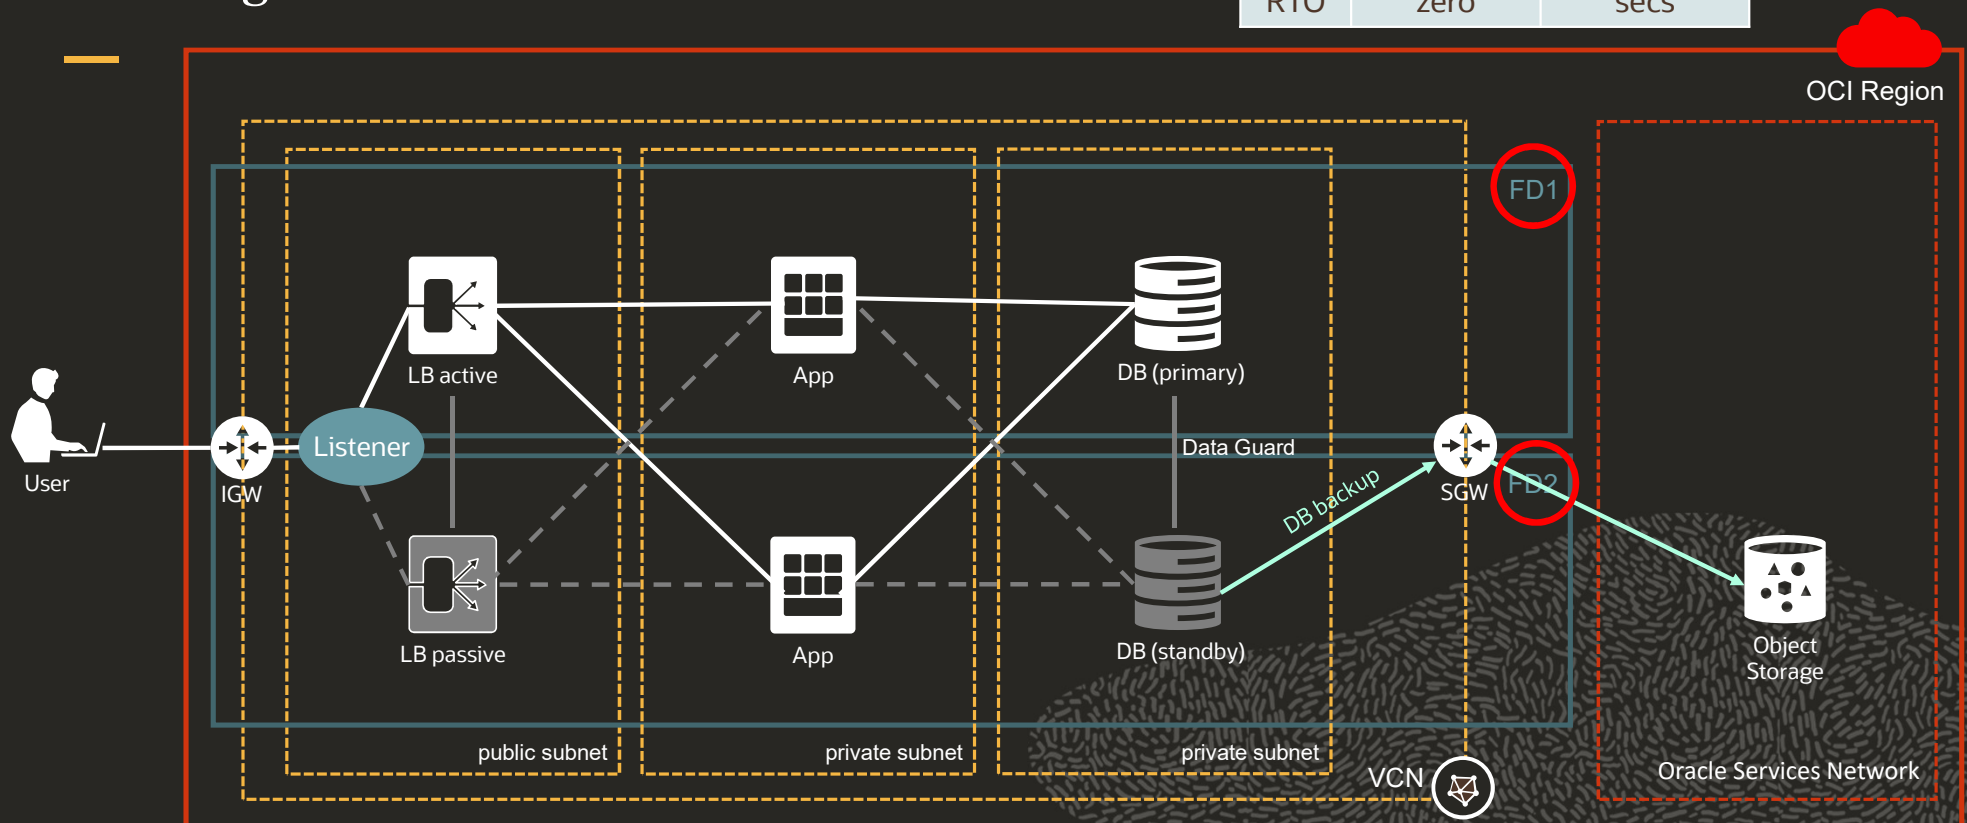 RTO zero secs
OCI Region
FD1
LB active
App
DB (primary)
User
IGW
Listener
Data Guard
DB backup
SGW
FD2
LB passive
App
DB (standby)
Object
Storage
public subnet
private subnet
private subnet
VCN
Oracle Services Network